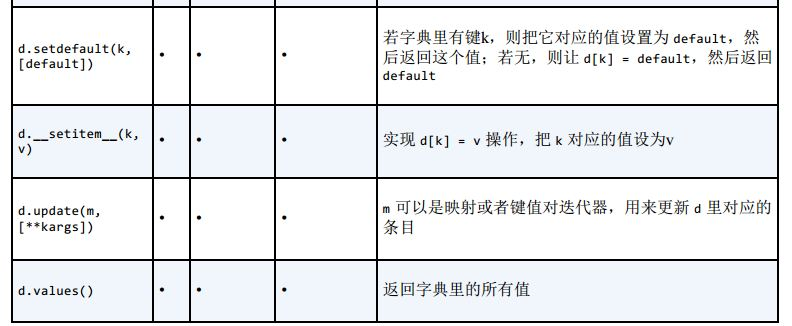 d.setdefault(k,
[default])
•
•
•
若字典里有键k，则把它对应的值设置为 default，然
后返回这个值；若无，则让 d[k] = default，然后返回
default
d.__setitem__(k,
v)
•
•
•
实现 d[k] = v 操作，把 k 对应的值设为v
d.update(m,
[**kargs])
•
•
•
m 可以是映射或者键值对迭代器，用来更新 d 里对应的
条目
d.values()
•
•
•
返回字典里的所有值